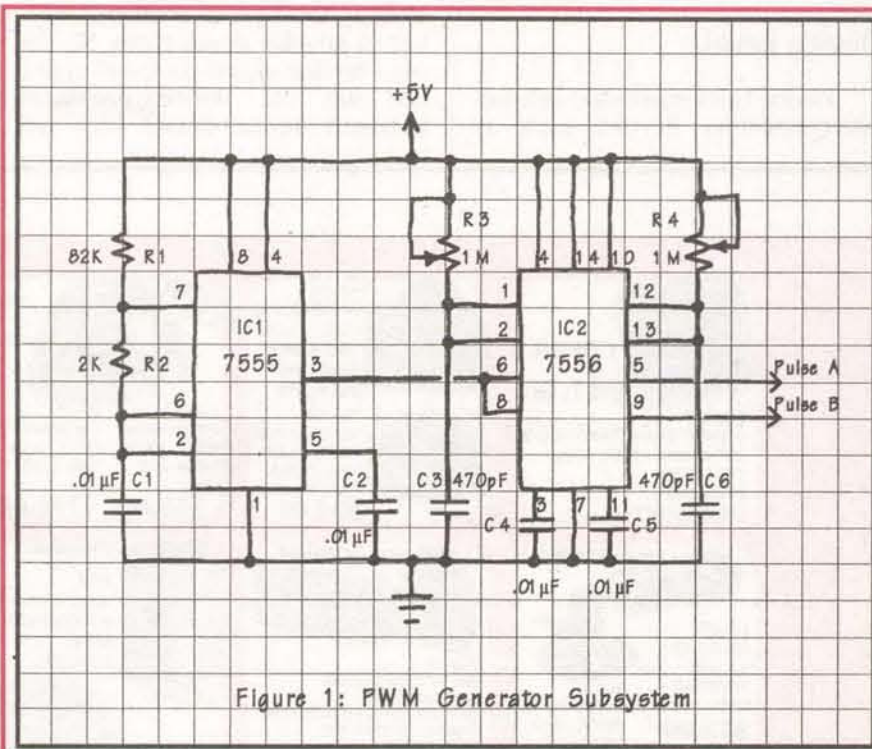 +5V
R3
R4
82K R1
8 4
1M
4 14 10
1M
7
1
12
IC1
IC2
2
13
7555
7556
2K R2
3
6
5
Pulse A
6
8
9
Pulse B
2
5
.01µF C1
C2
C3 470pF
470pF C6
1
3 7 11
C4
C5
.01µF
.01µF
.01µF
Figure 1: PWM Generator Subsystem